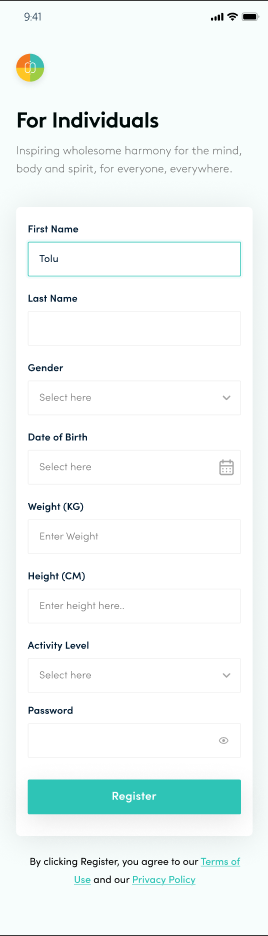 9:41
For Individuals
Inspiring wholesome harmony for the mind,
body and spirit, for everyone, everywhere.
First Name
Tolu
Last Name
Gender
Select here
Date of Birth
Select here
Weight (KG)
Enter Weight
Height (CM)
Enter height here..
Activity Level
Select here
Password
Register
By clicking Register, you agree to our Terms of
Use and our Privacy Policy